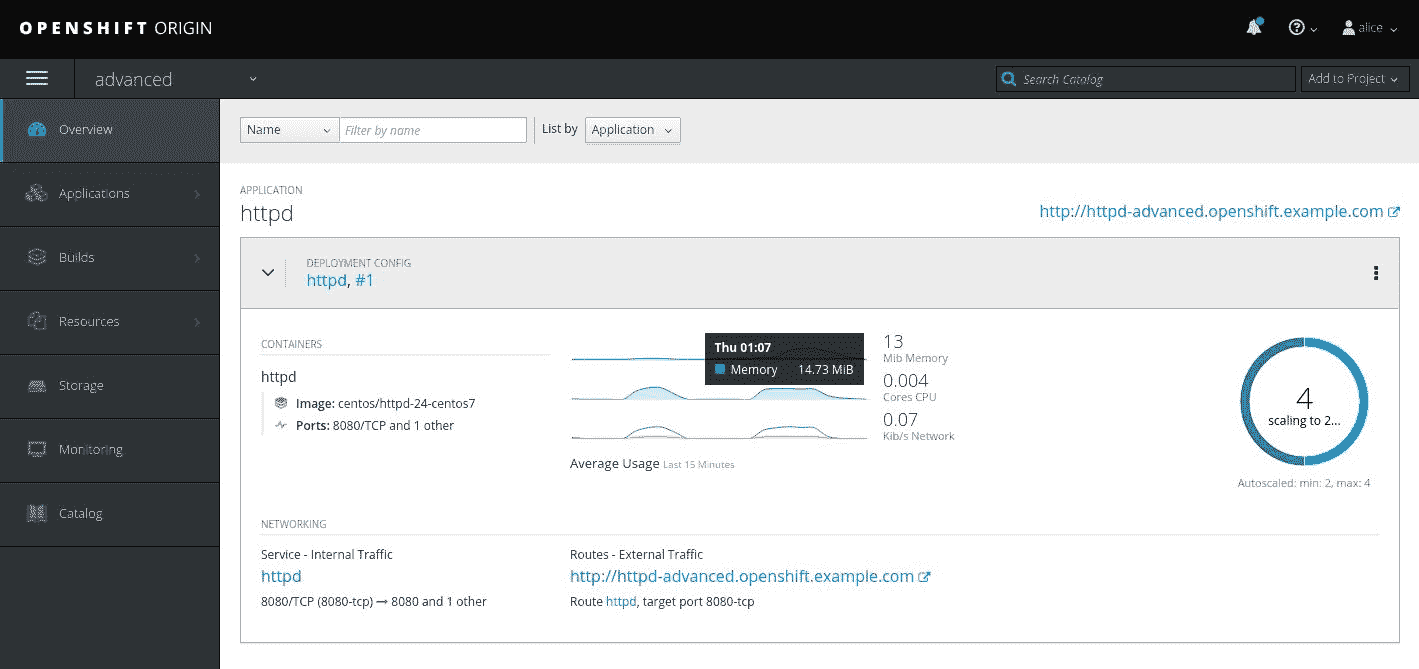 OPENSHIFT ORIGIN
alice
advanced
Search Catalog
Add to Project
Overview
Applications
Builds
Resources
Storage
Monitoring
Catalog
Name
Filter by name
List by
Application
APPLICATION
httpd
http://httpd-advanced.openshift.example.com
DEPLOYMENT CONFIG
httpd, #1
CONTAINERS
httpd
Image: centos/httpd-24-centos7
Ports: 8080/TCP and 1 other
Thu 01:07
Memory 14.73 MiB
13
Mib Memory
0.004
Cores CPU
0.07
Kib/s Network
Average Usage Last 15 Minutes
4
scaling to 2...
Autoscaled: min: 2, max: 4
NETWORKING
Service - Internal Traffic
httpd
8080/TCP (8080-tcp) → 8080 and 1 other
Routes - External Traffic
http://httpd-advanced.openshift.example.com
Route httpd, target port 8080-tcp